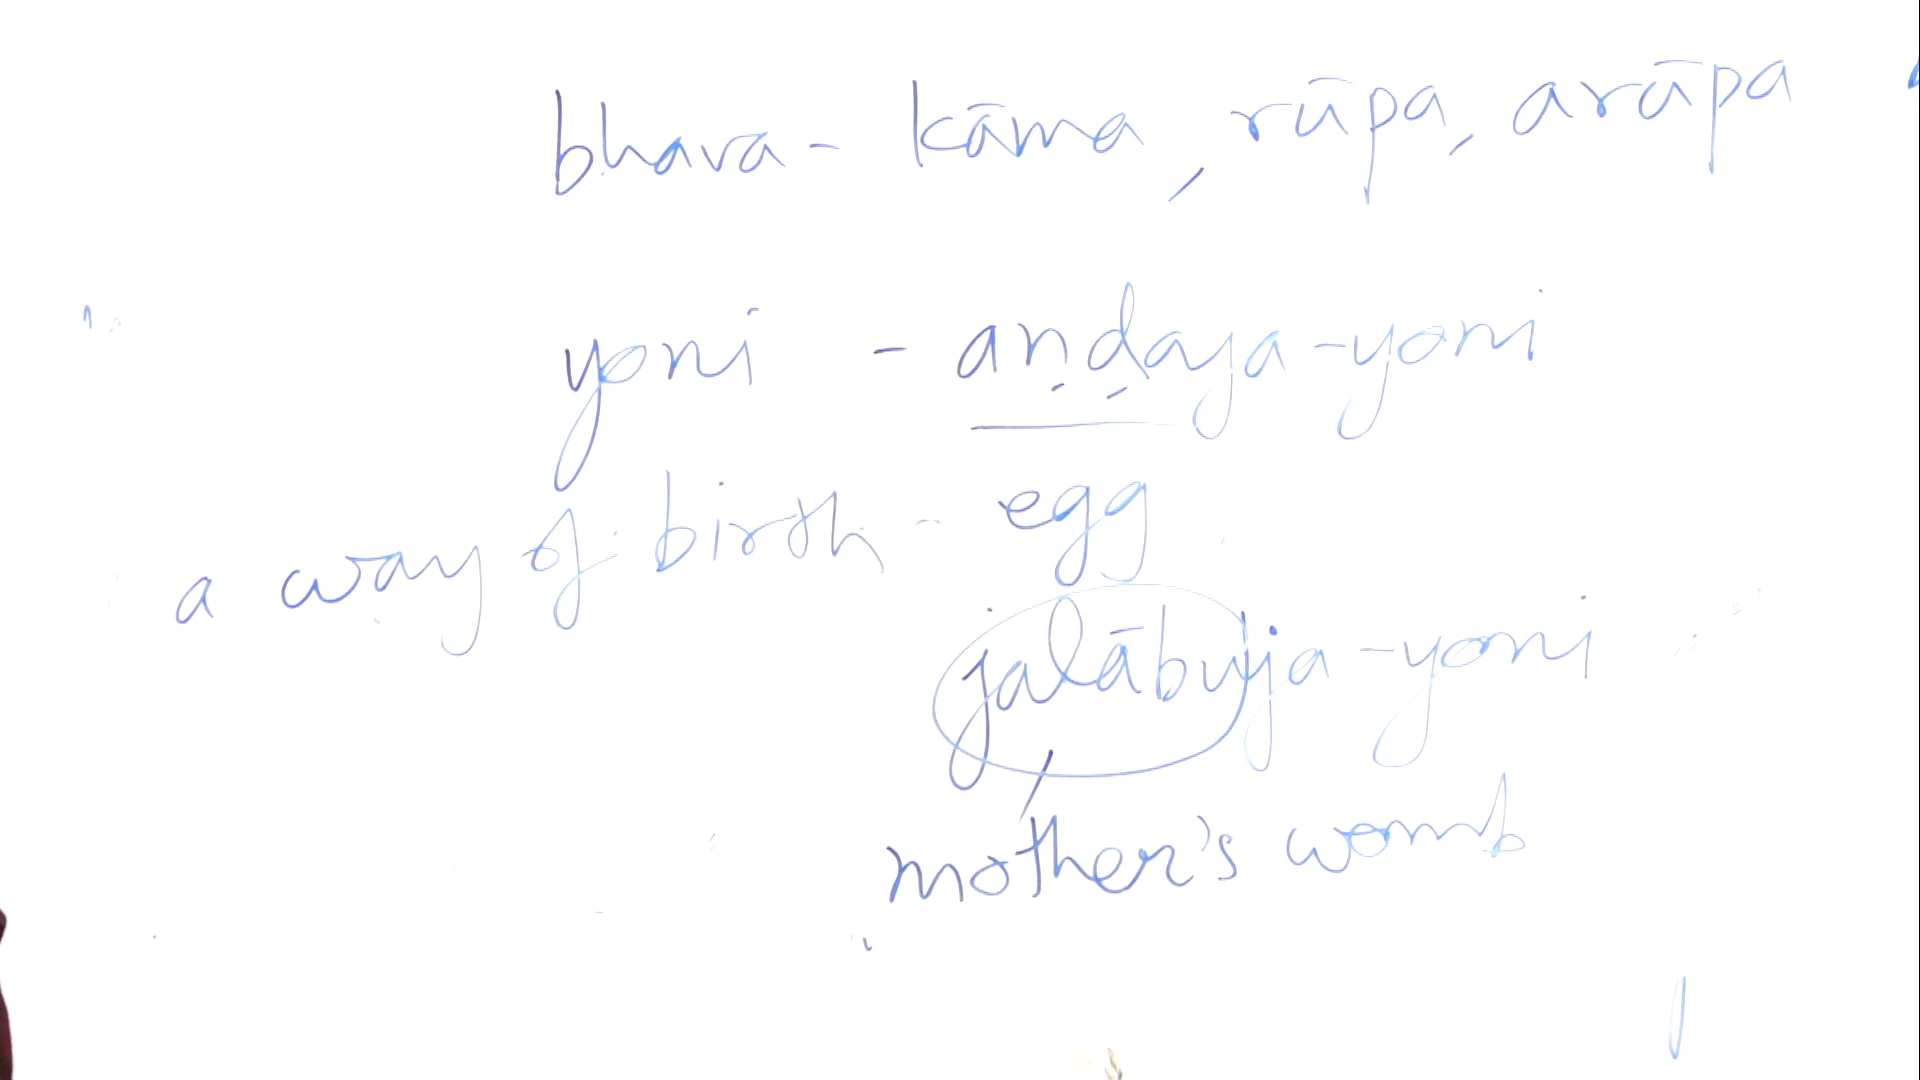 bhava - kāma, rūpa, arūpa
yoni - aṇḍaja-yoni
a way of birth - egg
jalābuja-yoni
mother's womb